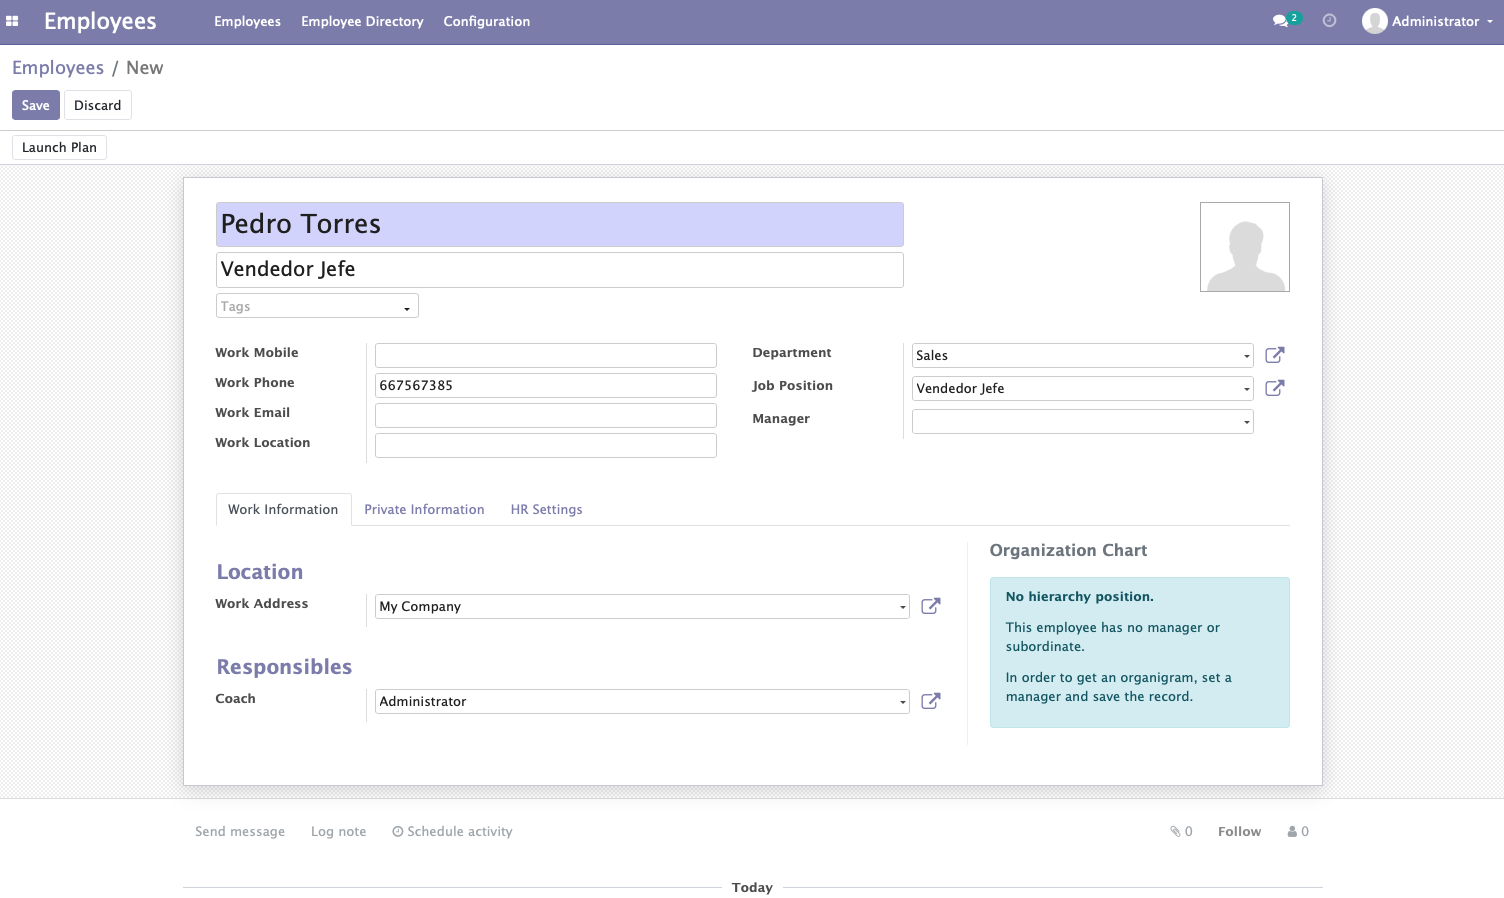 Employees Employees Employee Directory Configuration 2 Administrator
Employees / New
Save Discard
Launch Plan
Pedro Torres
Vendedor Jefe
Tags
Work Mobile
Work Phone 667567385
Work Email
Work Location
Department Sales
Job Position Vendedor Jefe
Manager
Work Information Private Information HR Settings
Location
Work Address My Company
Responsibles
Coach Administrator
Organization Chart
No hierarchy position.
This employee has no manager or
subordinate.
In order to get an organigram, set a
manager and save the record.
Send message Log note Schedule activity 0 Follow 0
Today